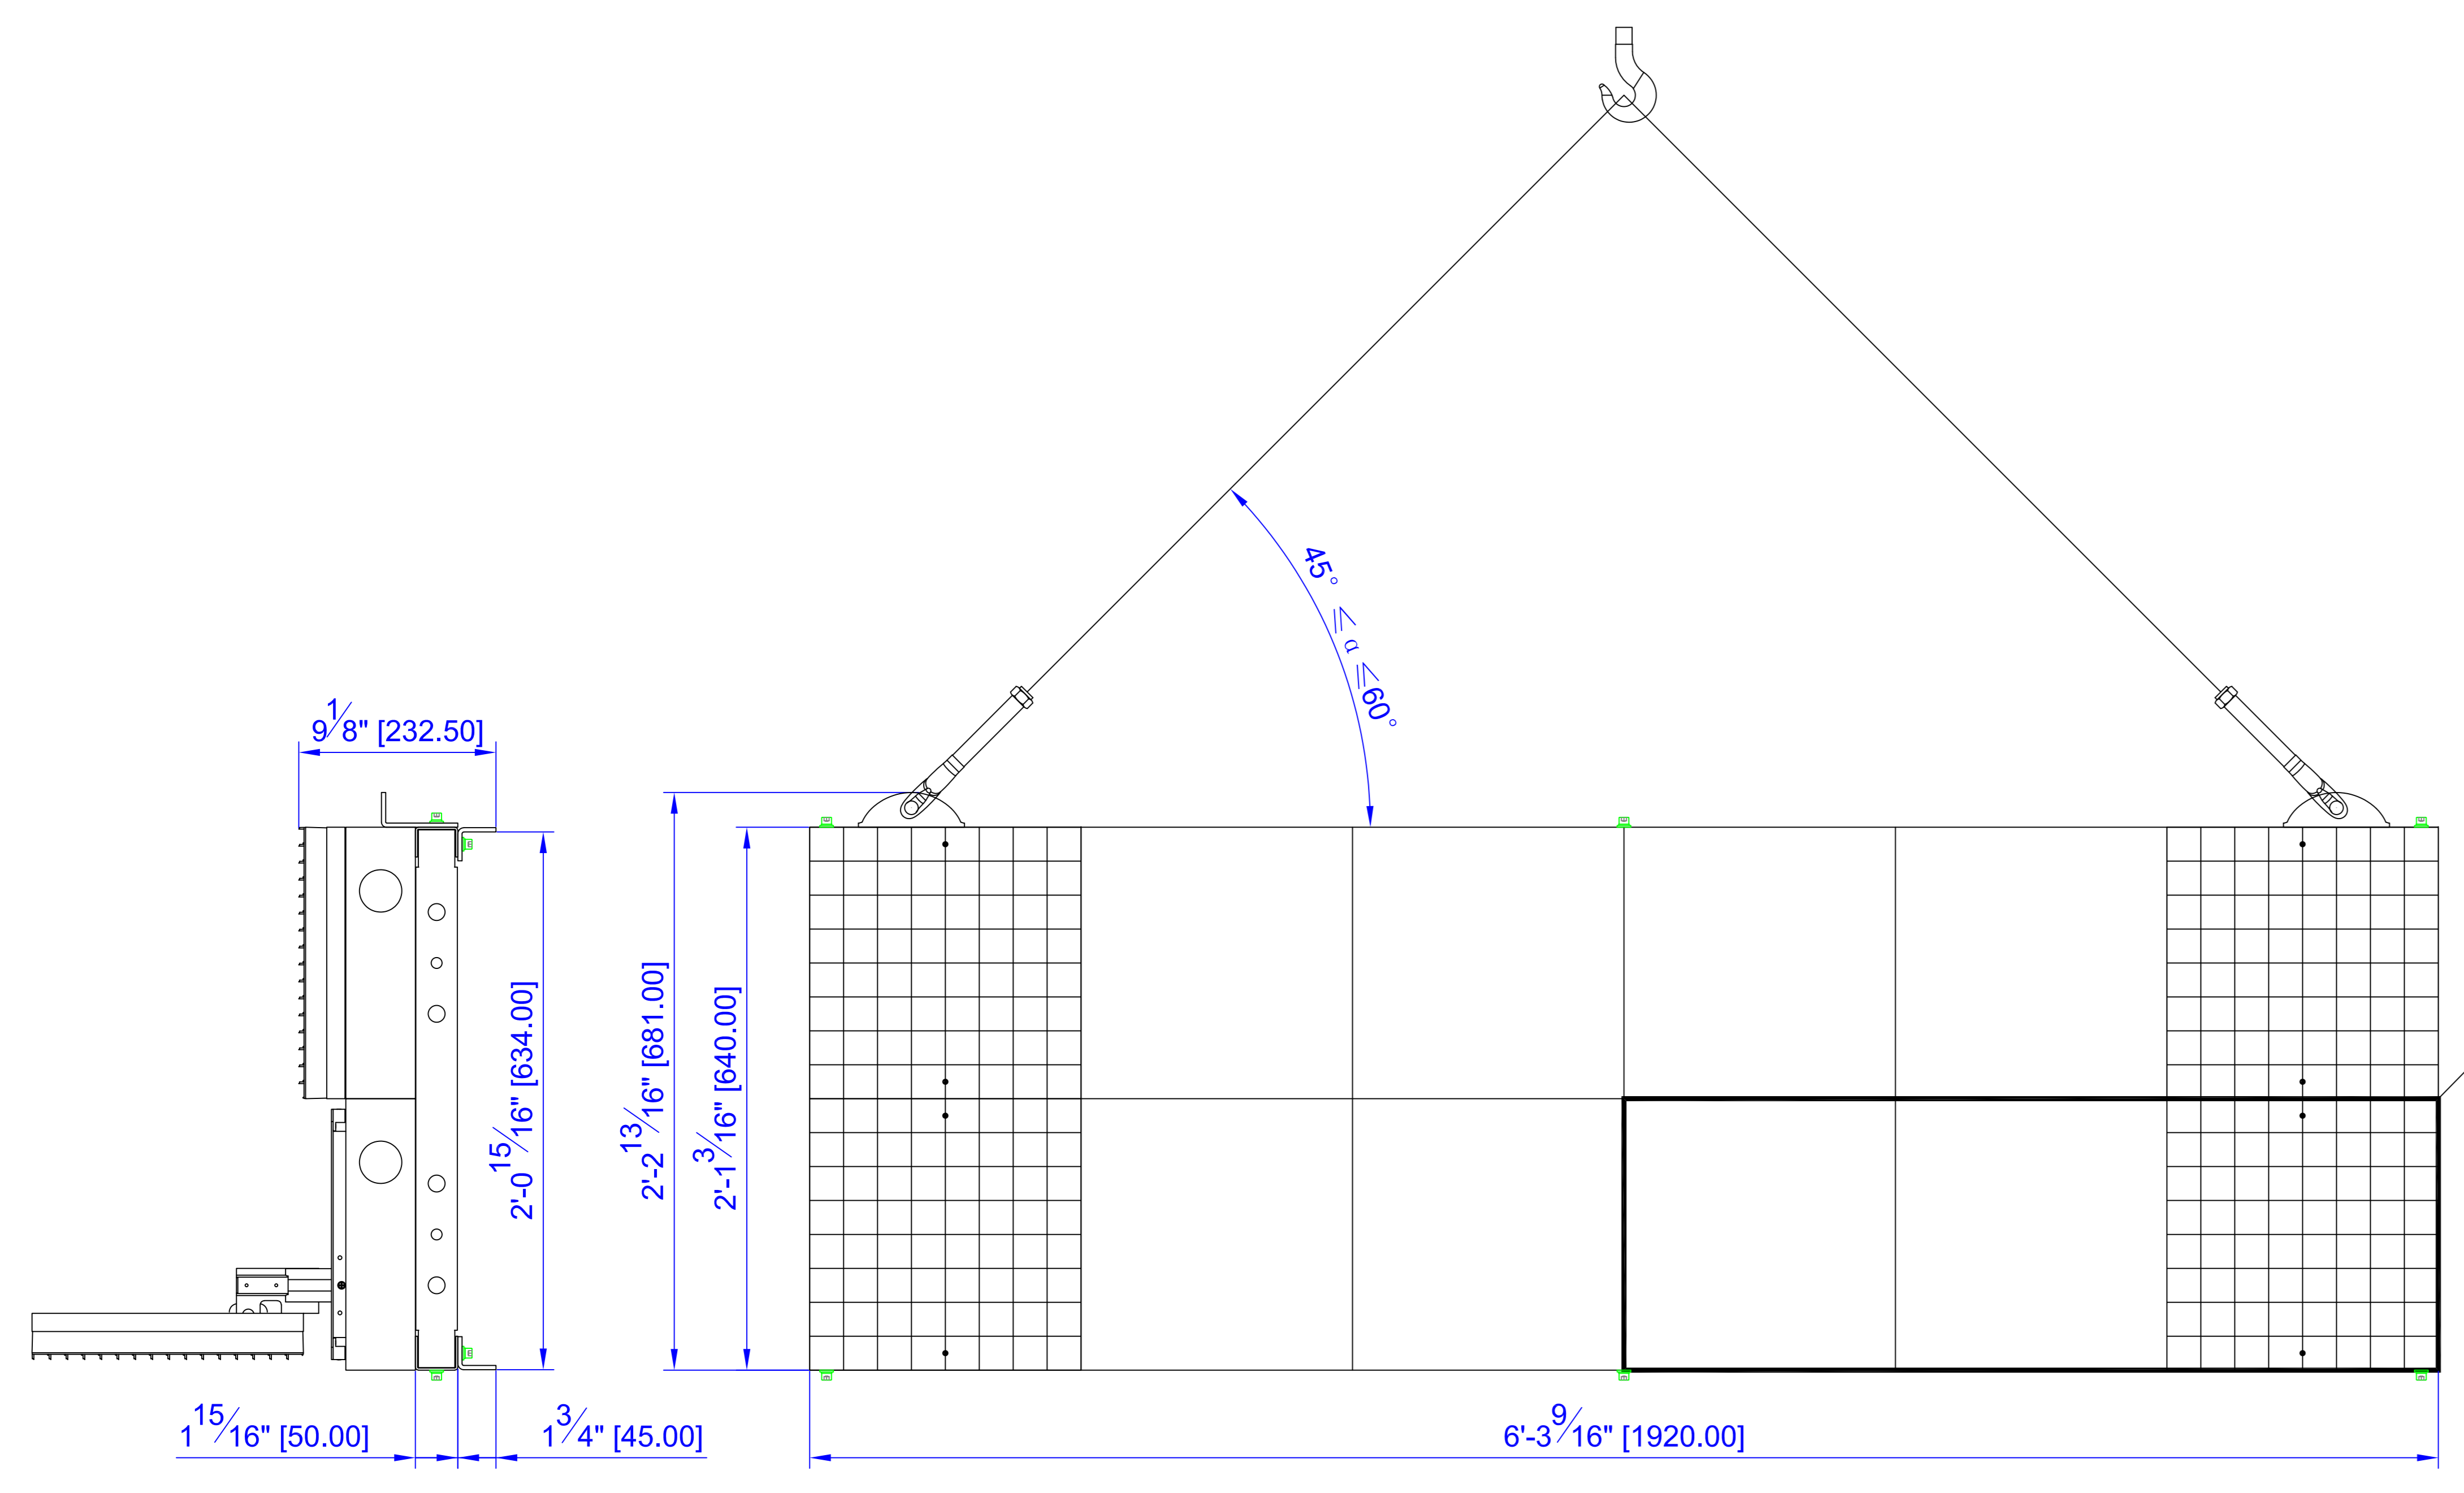 45° ≤ α ≤60°
9 1/8" [232.50]
2'-0 15/16" [634.00]
2'-2 13/16" [681.00]
2'-1 3/16" [640.00]
1 15/16" [50.00]
1 3/4" [45.00]
6'-3 9/16" [1920.00]